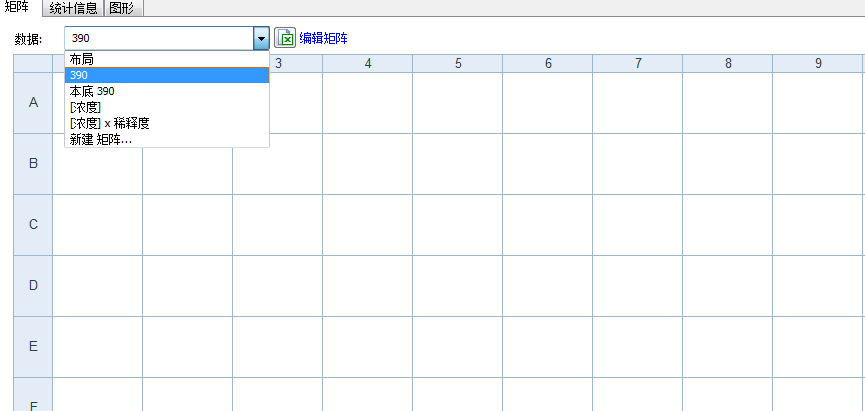 矩阵 统计信息 图形
数据: 390 编辑矩阵
布局
390
本底 390
[浓度]
[浓度] x 稀释度
新建 矩阵...
3 4 5 6 7 8 9
A
B
C
D
E